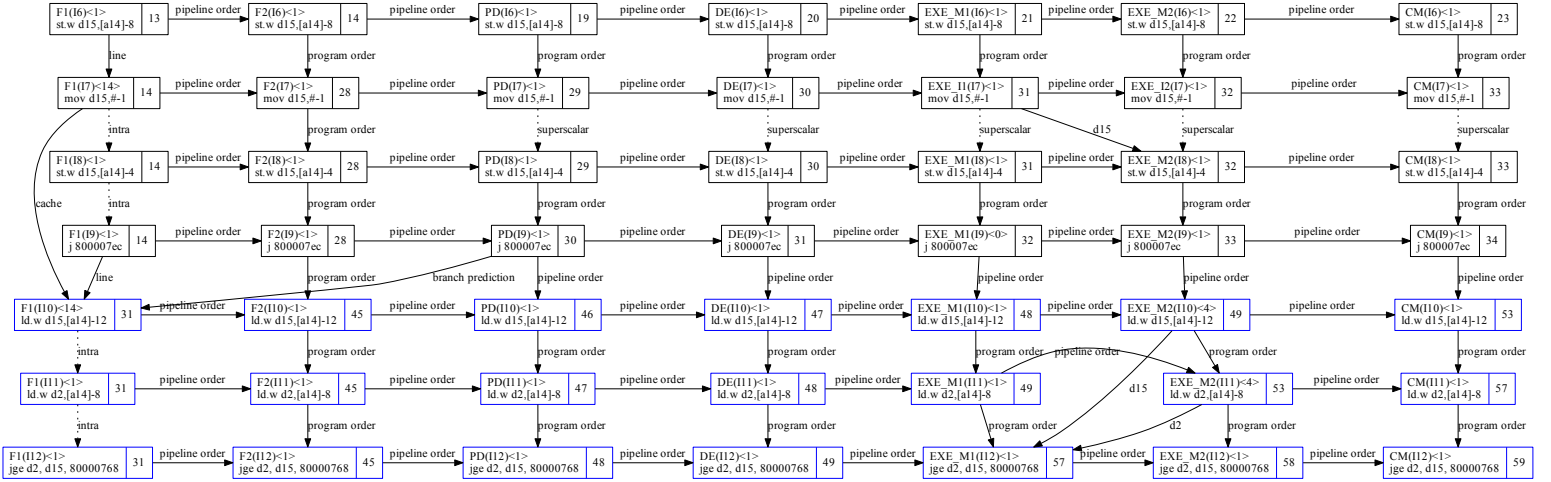 F1(I6)<1>
st.w d15,[a14]-8
13
pipeline order
F2(I6)<1>
st.w d15,[a14]-8
14
pipeline order
PD(I6)<1>
st.w d15,[a14]-8
19
pipeline order
DE(I6)<1>
st.w d15,[a14]-8
20
pipeline order
EXE_M1(I6)<1>
st.w d15,[a14]-8
21
pipeline order
EXE_M2(I6)<1>
st.w d15,[a14]-8
22
pipeline order
CM(I6)<1>
st.w d15,[a14]-8
23
line
program order
program order
program order
program order
program order
program order
F1(I7)<14>
mov d15,#-1
14
pipeline order
F2(I7)<1>
mov d15,#-1
28
pipeline order
PD(I7)<1>
mov d15,#-1
29
pipeline order
DE(I7)<1>
mov d15,#-1
30
pipeline order
EXE_I1(I7)<1>
mov d15,#-1
31
pipeline order
EXE_I2(I7)<1>
mov d15,#-1
32
pipeline order
CM(I7)<1>
mov d15,#-1
33
intra
program order
superscalar
superscalar
superscalar
d15
superscalar
superscalar
F1(I8)<1>
st.w d15,[a14]-4
14
pipeline order
F2(I8)<1>
st.w d15,[a14]-4
28
pipeline order
PD(I8)<1>
st.w d15,[a14]-4
29
pipeline order
DE(I8)<1>
st.w d15,[a14]-4
30
pipeline order
EXE_M1(I8)<1>
st.w d15,[a14]-4
31
pipeline order
EXE_M2(I8)<1>
st.w d15,[a14]-4
32
pipeline order
CM(I8)<1>
st.w d15,[a14]-4
33
cache
intra
program order
program order
program order
program order
program order
program order
F1(I9)<1>
j 800007ec
14
pipeline order
F2(I9)<1>
j 800007ec
28
pipeline order
PD(I9)<1>
j 800007ec
30
pipeline order
DE(I9)<1>
j 800007ec
31
pipeline order
EXE_M1(I9)<0>
j 800007ec
32
pipeline order
EXE_M2(I9)<1>
j 800007ec
33
pipeline order
CM(I9)<1>
j 800007ec
34
line
program order
branch prediction
pipeline order
pipeline order
pipeline order
pipeline order
pipeline order
F1(I10)<14>
ld.w d15,[a14]-12
31
pipeline order
F2(I10)<1>
ld.w d15,[a14]-12
45
pipeline order
PD(I10)<1>
ld.w d15,[a14]-12
46
pipeline order
DE(I10)<1>
ld.w d15,[a14]-12
47
pipeline order
EXE_M1(I10)<1>
ld.w d15,[a14]-12
48
pipeline order
EXE_M2(I10)<4>
ld.w d15,[a14]-12
49
pipeline order
CM(I10)<1>
ld.w d15,[a14]-12
53
intra
program order
program order
program order
program order
pipeline order
program order
program order
F1(I11)<1>
ld.w d2,[a14]-8
31
pipeline order
F2(I11)<1>
ld.w d2,[a14]-8
45
pipeline order
PD(I11)<1>
ld.w d2,[a14]-8
47
pipeline order
DE(I11)<1>
ld.w d2,[a14]-8
48
pipeline order
EXE_M1(I11)<1>
ld.w d2,[a14]-8
49
d15
EXE_M2(I11)<4>
ld.w d2,[a14]-8
53
pipeline order
CM(I11)<1>
ld.w d2,[a14]-8
57
intra
program order
program order
program order
program order
d2
program order
program order
F1(I12)<1>
jge d2, d15, 80000768
31
pipeline order
F2(I12)<1>
jge d2, d15, 80000768
45
pipeline order
PD(I12)<1>
jge d2, d15, 80000768
48
pipeline order
DE(I12)<1>
jge d2, d15, 80000768
49
pipeline order
EXE_M1(I12)<1>
jge d2, d15, 80000768
57
pipeline order
EXE_M2(I12)<1>
jge d2, d15, 80000768
58
pipeline order
CM(I12)<1>
jge d2, d15, 80000768
59